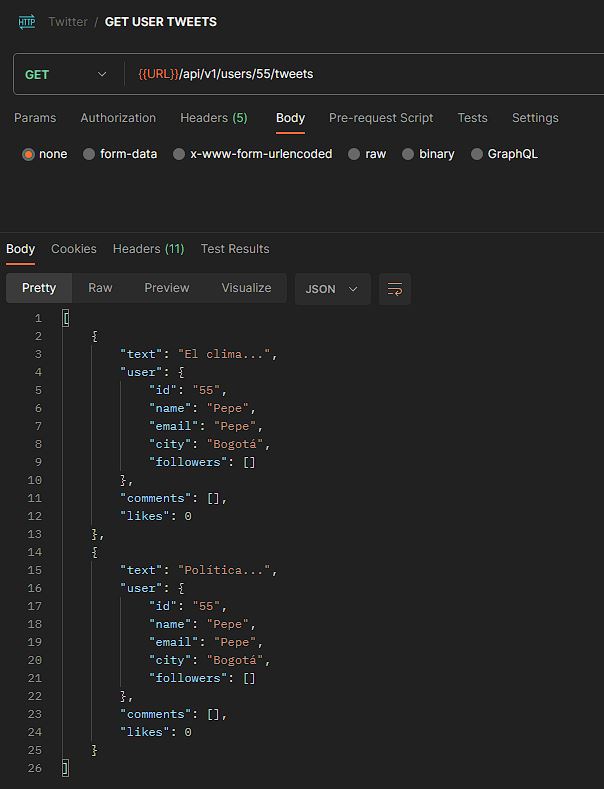 HTTP Twitter / GET USER TWEETS
GET {{URL}}/api/v1/users/55/tweets
Params Authorization Headers (5) Body Pre-request Script Tests Settings
none form-data x-www-form-urlencoded raw binary GraphQL
Body Cookies Headers (11) Test Results
Pretty Raw Preview Visualize JSON
1 [
2 {
3 "text": "El clima...",
4 "user": {
5 "id": "55",
6 "name": "Pepe",
7 "email": "Pepe",
8 "city": "Bogotá",
9 "followers": []
10 },
11 "comments": [],
12 "likes": 0
13 },
14 {
15 "text": "Política...",
16 "user": {
17 "id": "55",
18 "name": "Pepe",
19 "email": "Pepe",
20 "city": "Bogotá",
21 "followers": []
22 },
23 "comments": [],
24 "likes": 0
25 }
26 ]